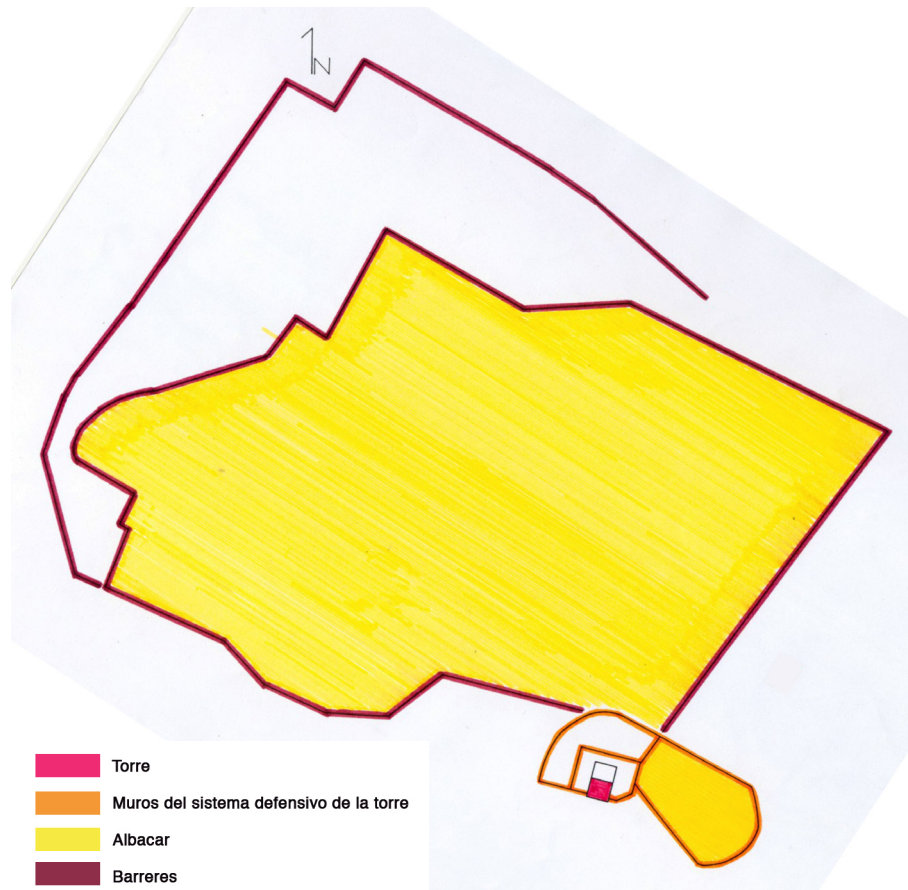 N
Torre
Muros del sistema defensivo de la torre
Albacar
Barreres